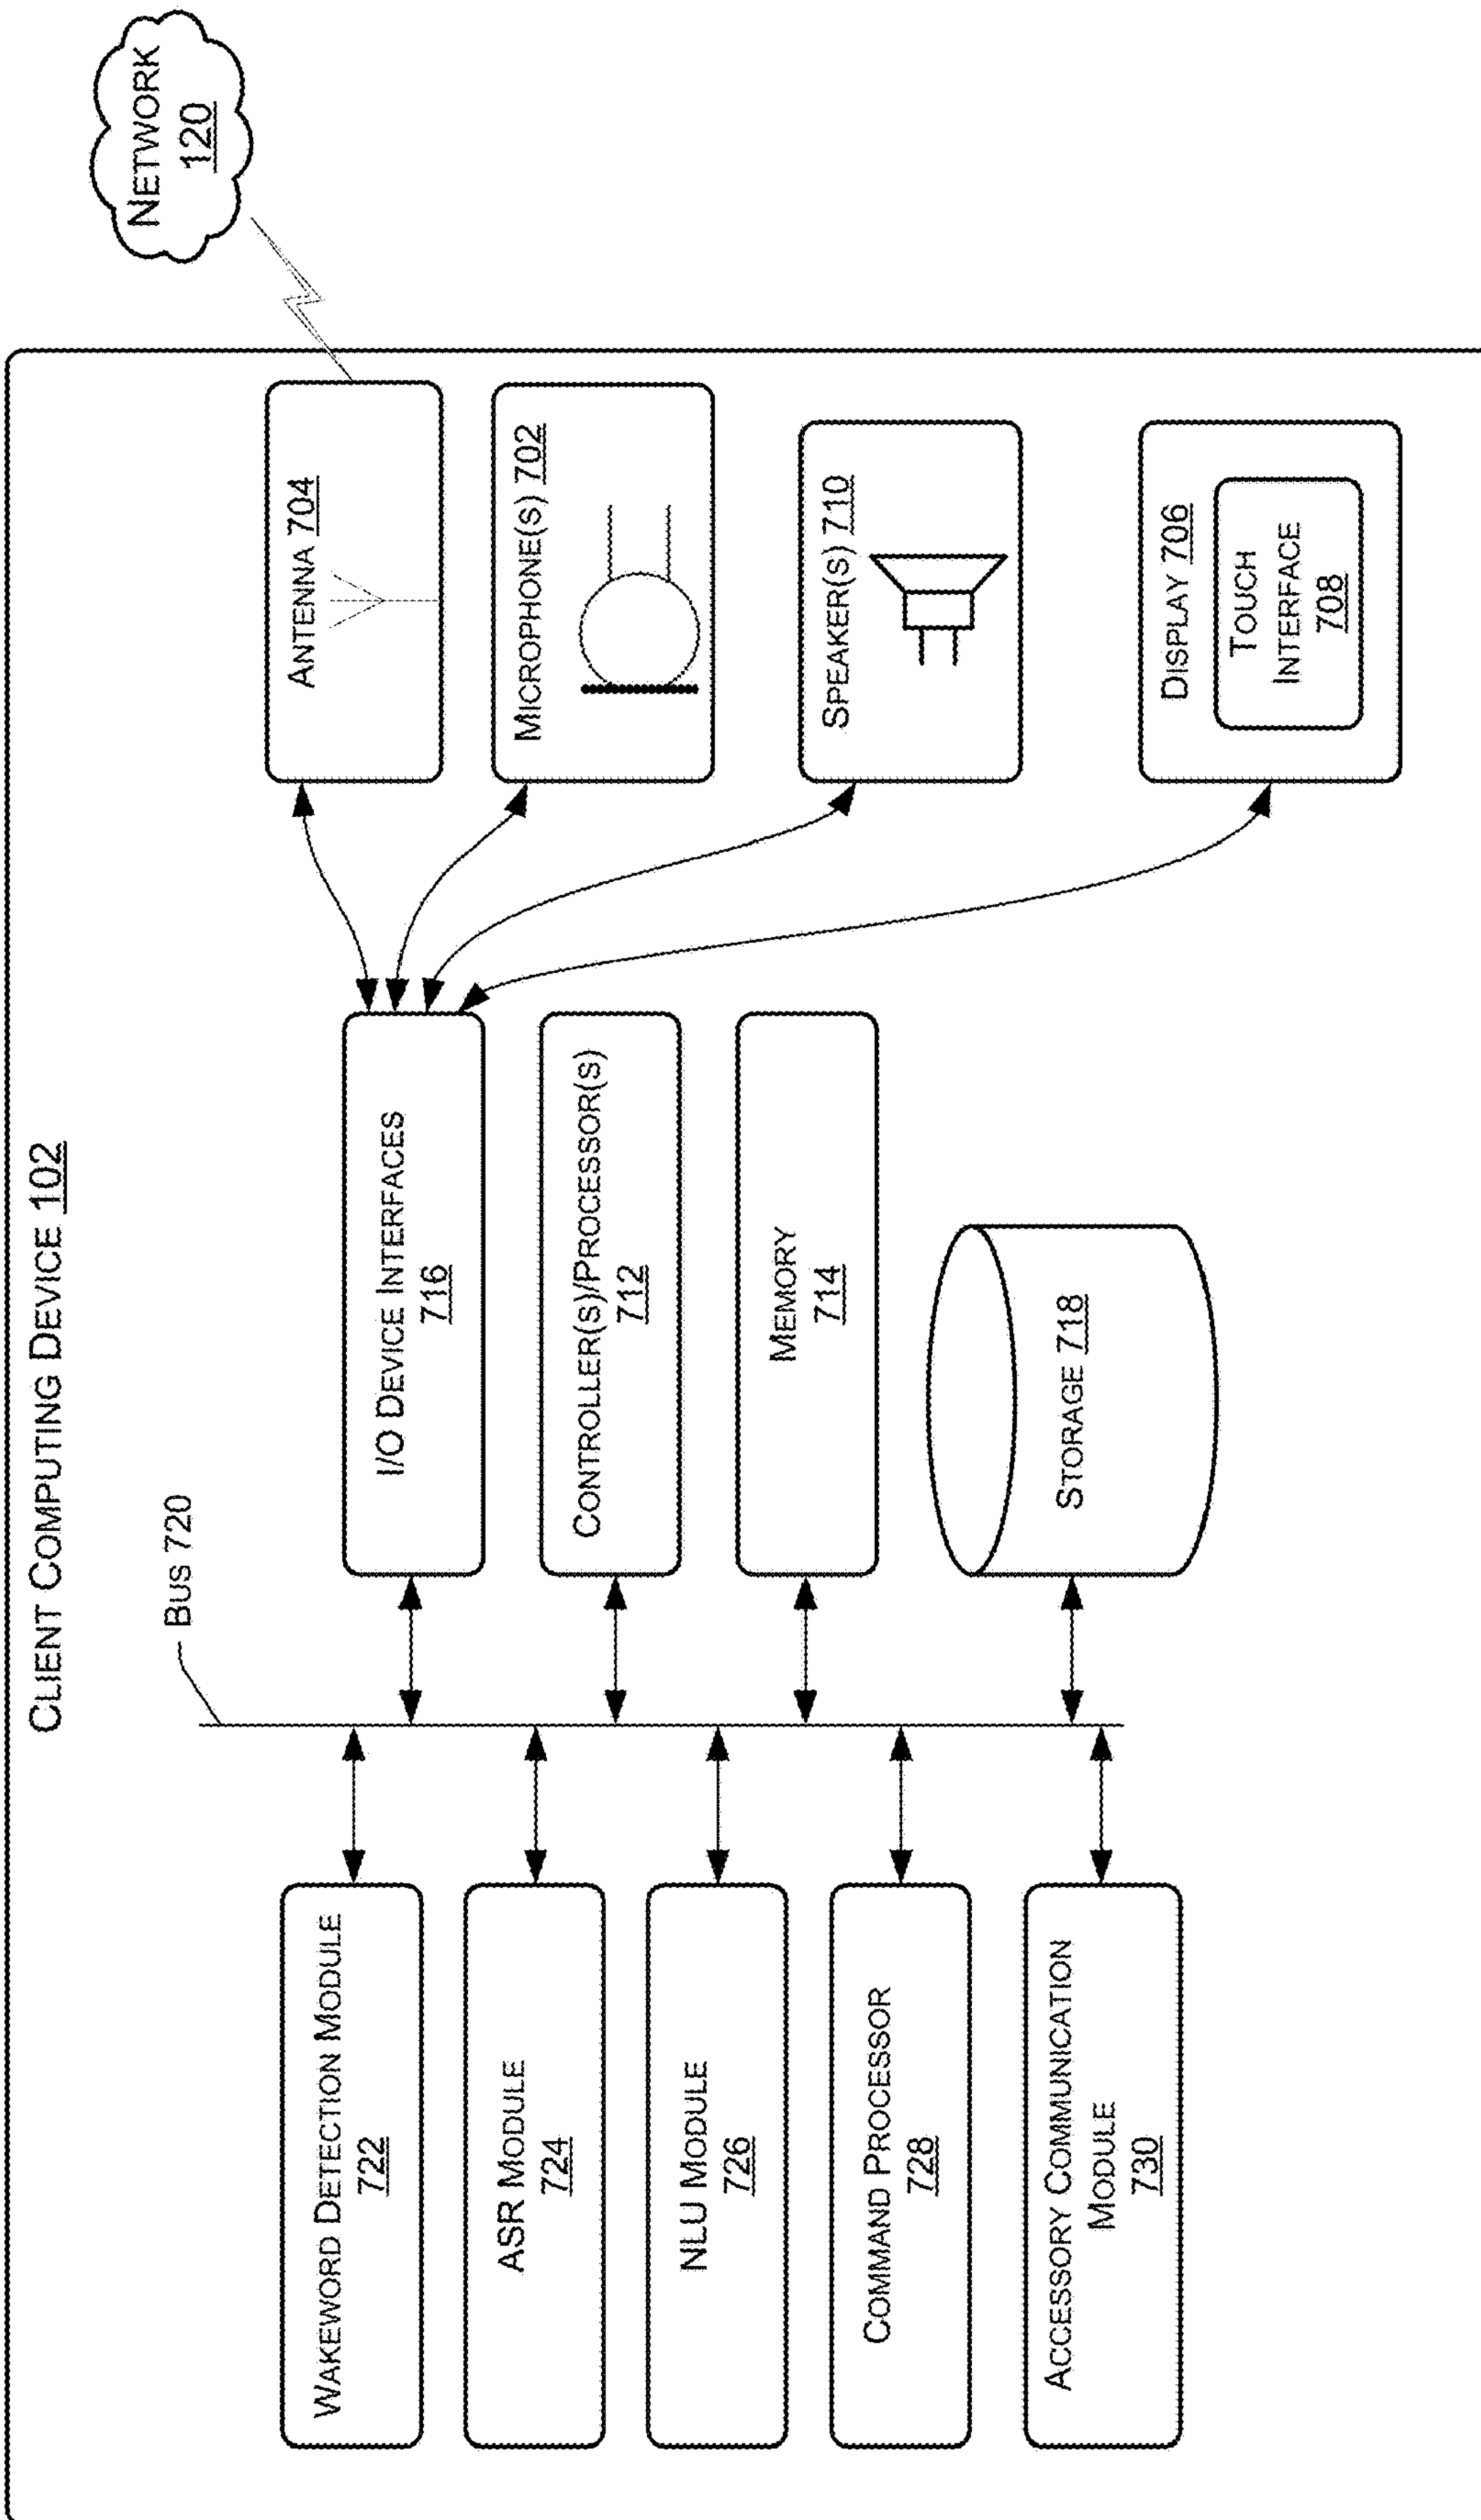 CLIENT COMPUTING DEVICE 102
BUS 720
WAKEWORD DETECTION MODULE
722
ASR MODULE
724
NLU MODULE
726
COMMAND PROCESSOR
728
ACCESSORY COMMUNICATION
MODULE
730
I/O DEVICE INTERFACES
716
CONTROLLER(S)/PROCESSOR(S)
712
MEMORY
714
STORAGE 718
ANTENNA 704
MICROPHONE(S) 702
SPEAKER(S) 710
DISPLAY 706
TOUCH
INTERFACE
708
NETWORK
120